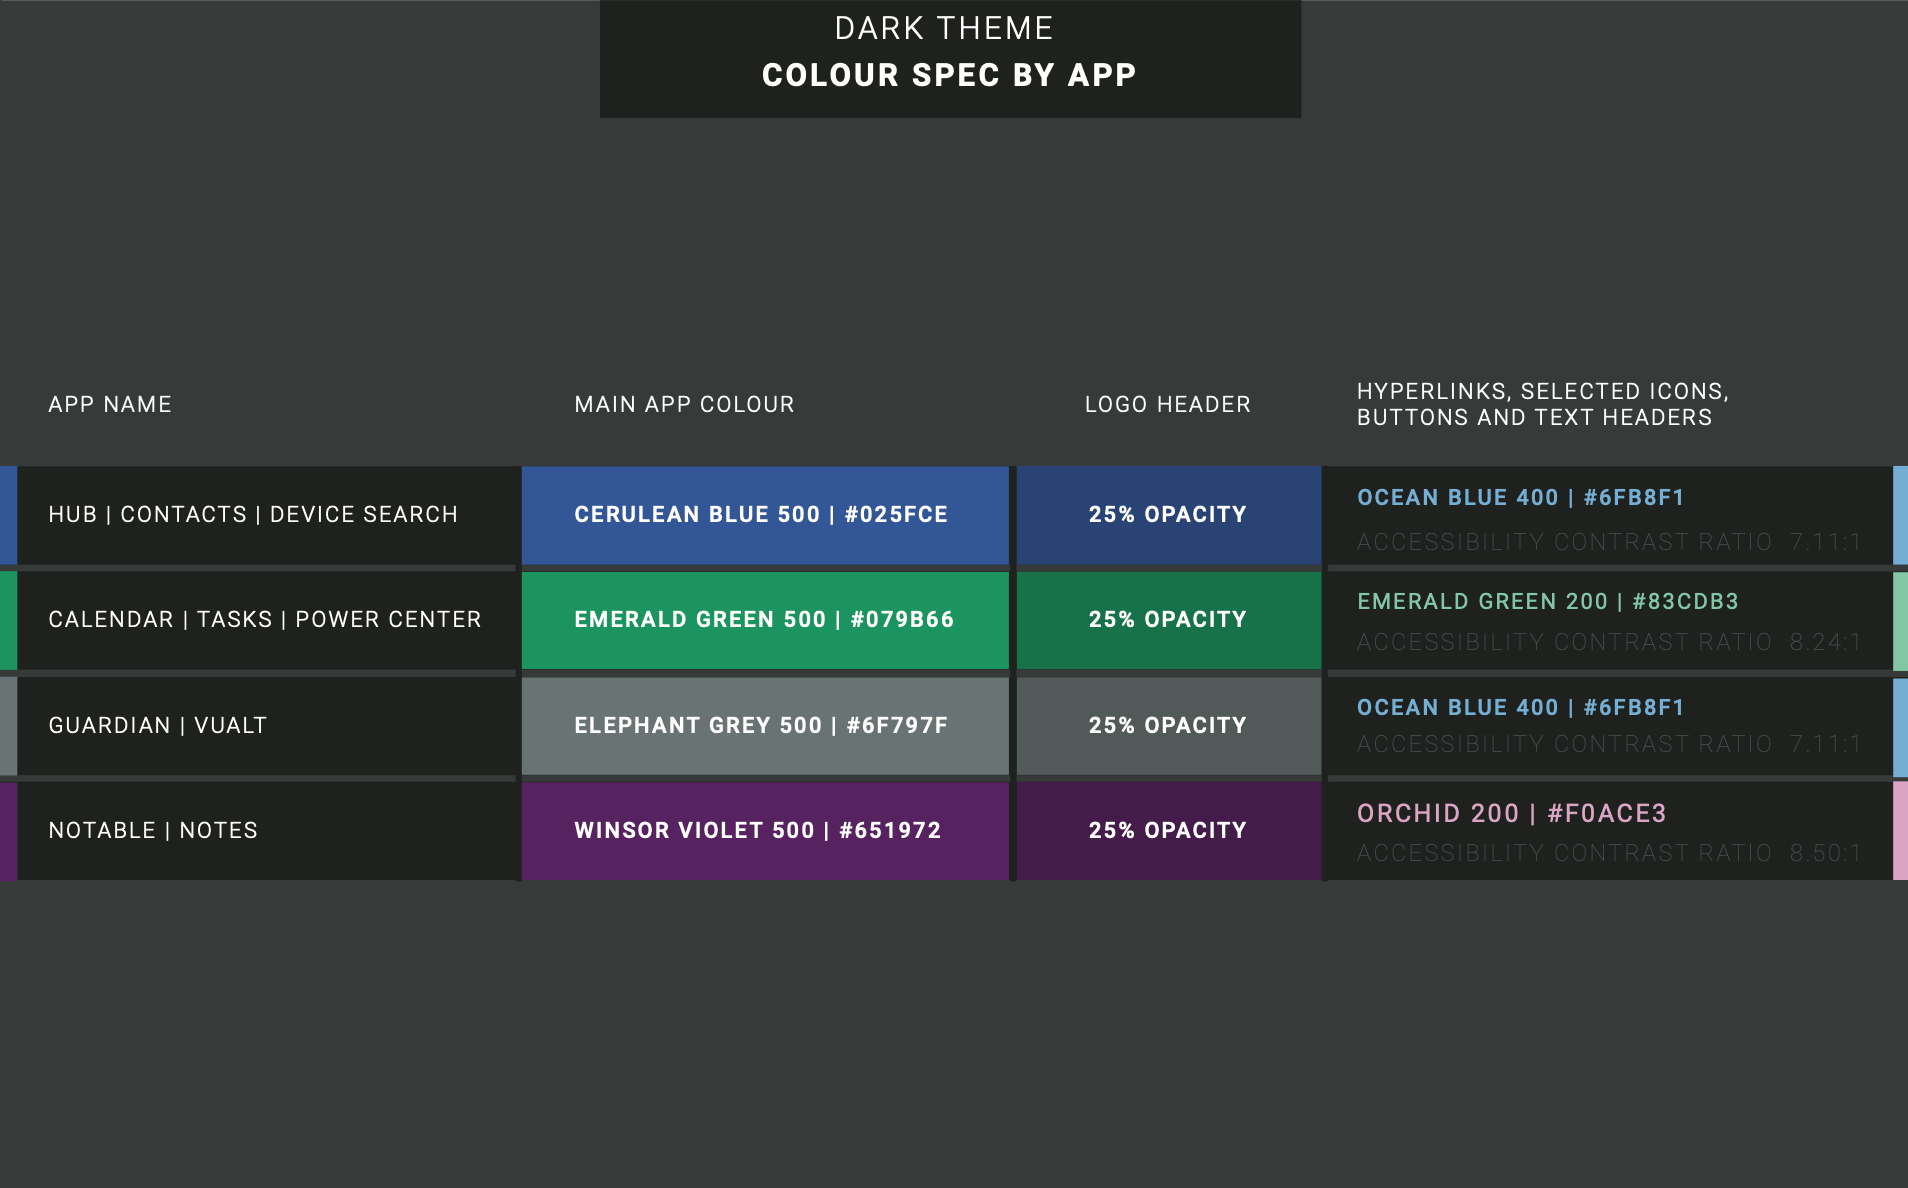 DARK THEME
COLOUR SPEC BY APP
APP NAME
MAIN APP COLOUR
LOGO HEADER
HYPERLINKS, SELECTED ICONS,
BUTTONS AND TEXT HEADERS
HUB | CONTACTS | DEVICE SEARCH
CERULEAN BLUE 500 | #025FCE
25% OPACITY
OCEAN BLUE 400 | #6FB8F1
ACCESSIBILITY CONTRAST RATIO 7.11:1
CALENDAR | TASKS | POWER CENTER
EMERALD GREEN 500 | #079B66
25% OPACITY
EMERALD GREEN 200 | #83CDB3
ACCESSIBILITY CONTRAST RATIO 8.24:1
GUARDIAN | VUALT
ELEPHANT GREY 500 | #6F797F
25% OPACITY
OCEAN BLUE 400 | #6FB8F1
ACCESSIBILITY CONTRAST RATIO 7.11:1
NOTABLE | NOTES
WINSOR VIOLET 500 | #651972
25% OPACITY
ORCHID 200 | #F0ACE3
ACCESSIBILITY CONTRAST RATIO 8.50:1